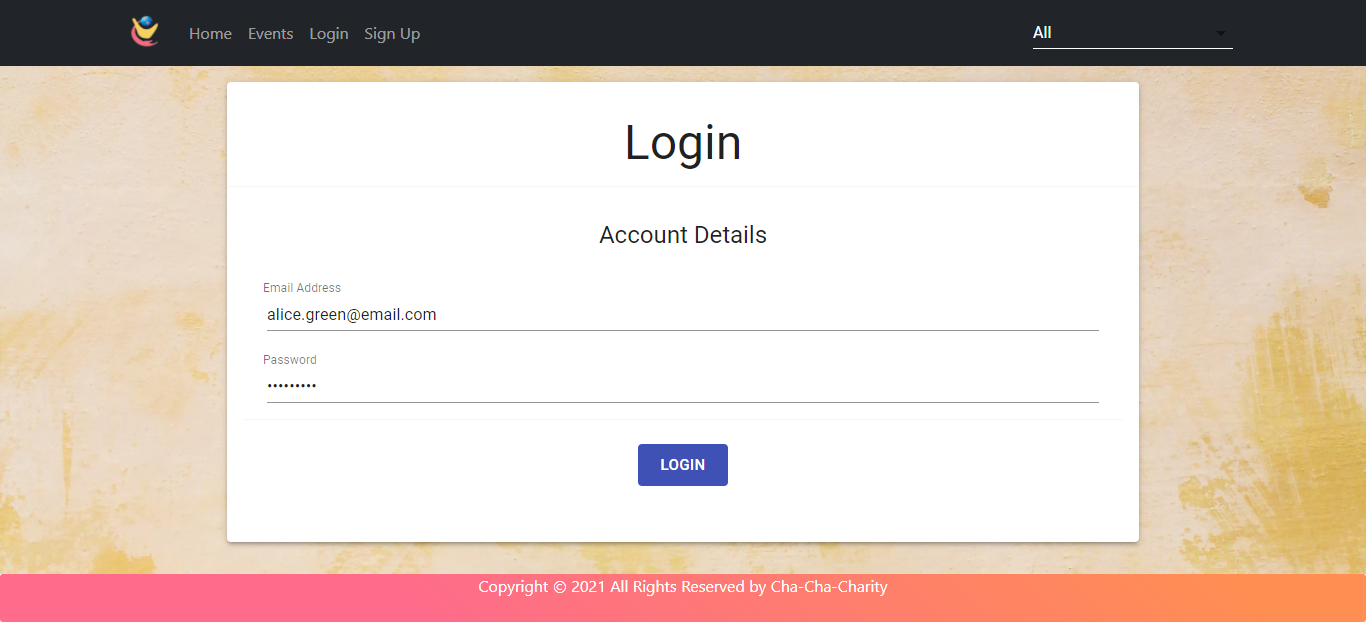 Home Events Login Sign Up All
Login
Account Details
Email Address
alice.green@email.com
Password
•••••••••
LOGIN
Copyright © 2021 All Rights Reserved by Cha-Cha-Charity